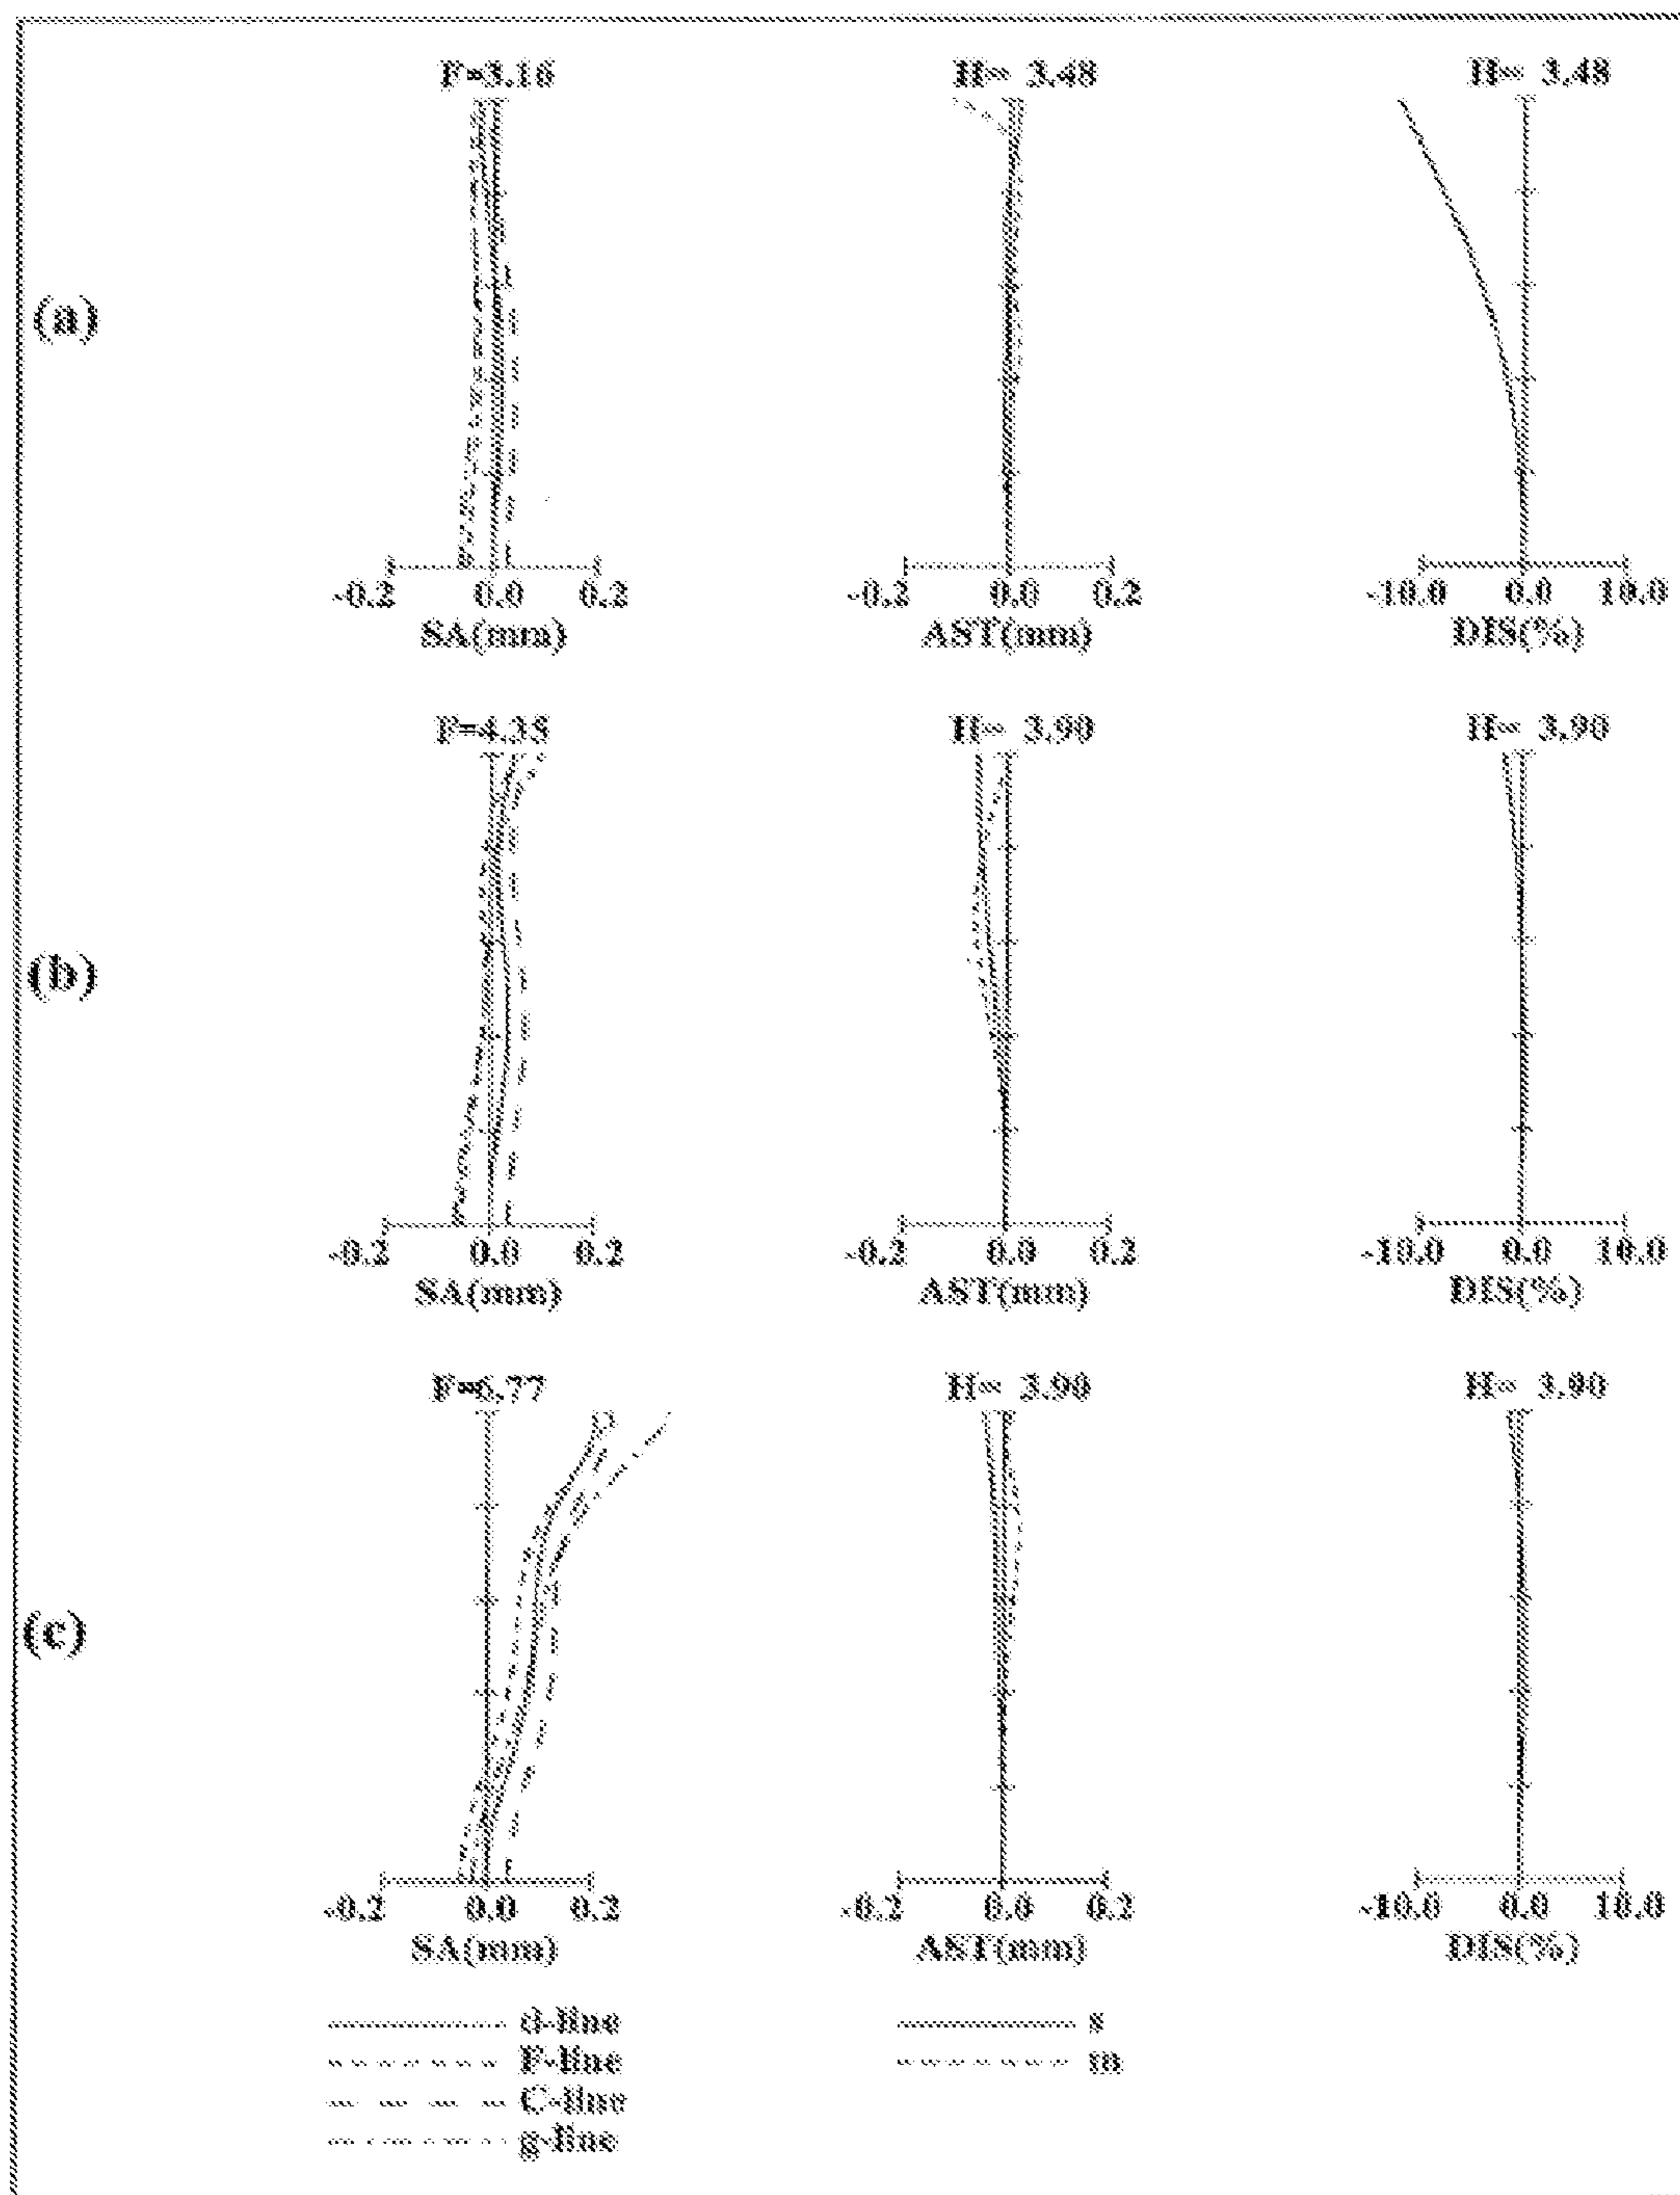 F=3.16 H= 3.48 H= 3.48
(a)
-0.2 0.0 0.2 -0.2 0.0 0.2 -10.0 0.0 10.0
SA(mm) AST(mm) DIS(%)
F=4.35 H= 3.90 H= 3.90
(b)
-0.2 0.0 0.2 -0.2 0.0 0.2 -10.0 0.0 10.0
SA(mm) AST(mm) DIS(%)
F=6.77 H= 3.90 H= 3.90
(c)
-0.2 0.0 0.2 -0.2 0.0 0.2 -10.0 0.0 10.0
SA(mm) AST(mm) DIS(%)
d-line s
F-line m
C-line
g-line